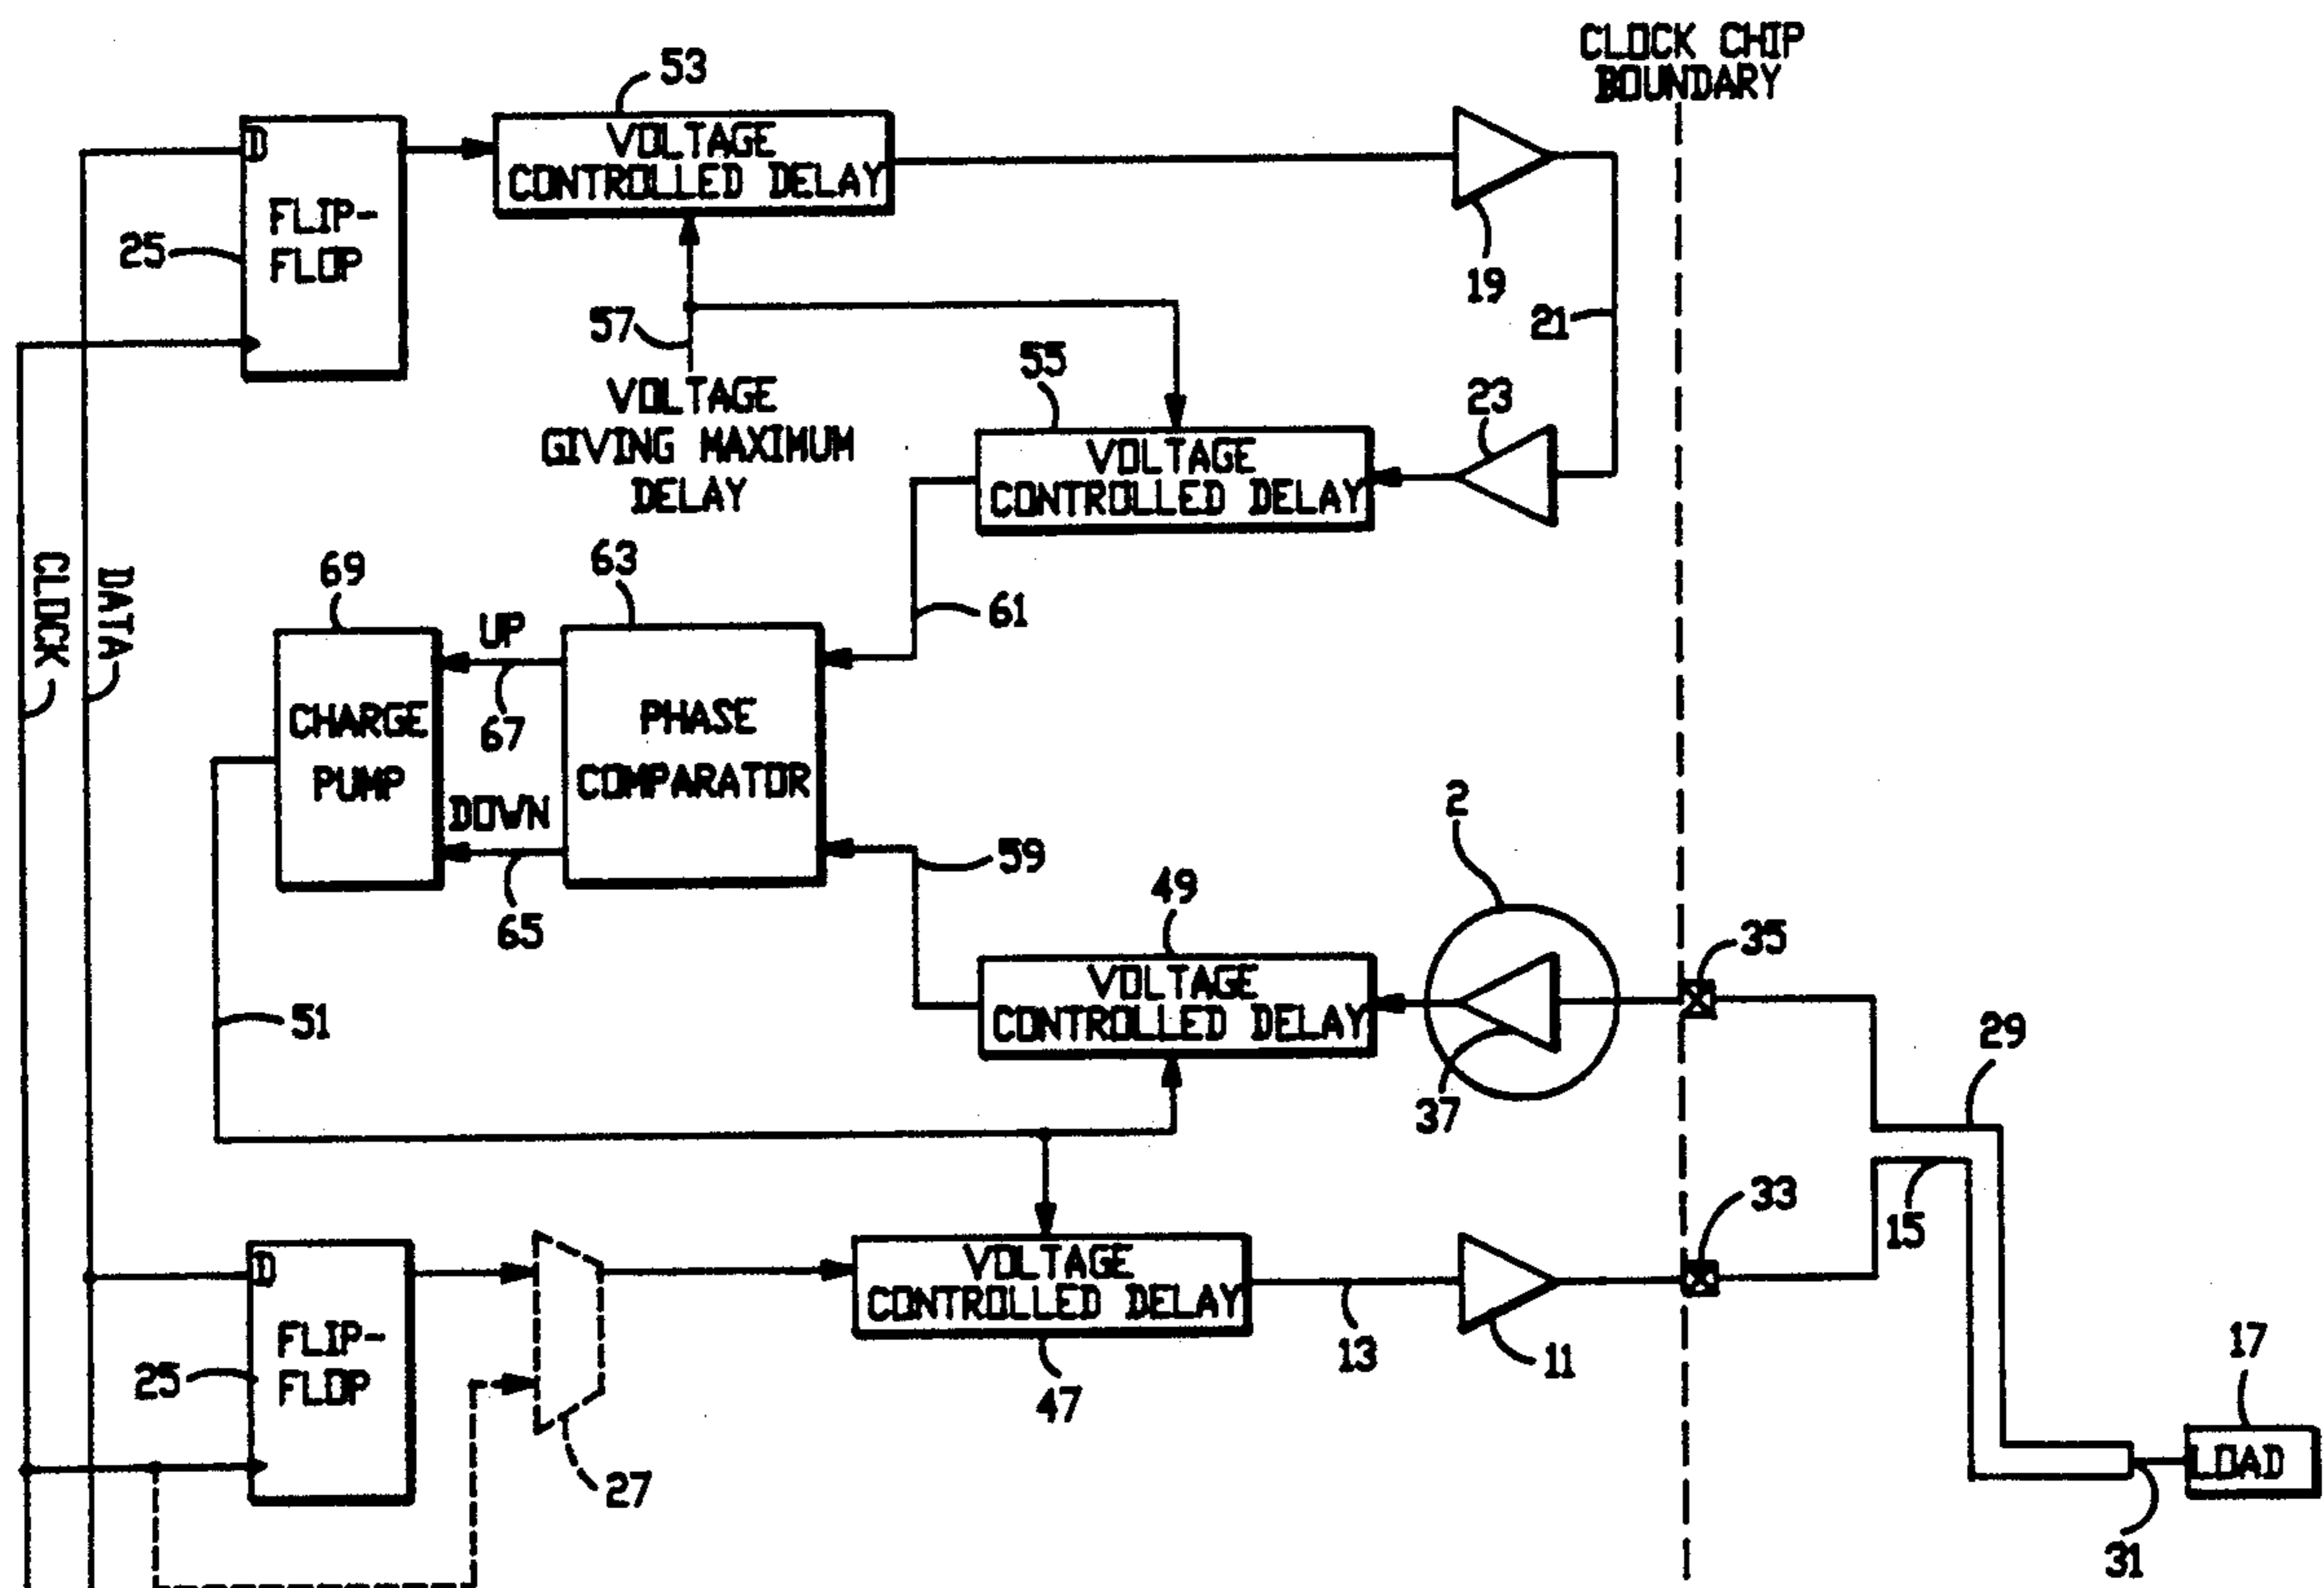 CLOCK CHIP
BOUNDARY
53
VOLTAGE
CONTROLLED DELAY
D
FLIP-
FLOP
25
19
57
21
VOLTAGE
GIVING MAXIMUM
DELAY
55
23
VOLTAGE
CONTROLLED DELAY
CLOCK
DATA
69
UP
63
61
67
CHARGE
PUMP
PHASE
COMPARATOR
DOWN
65
59
2
49
35
VOLTAGE
CONTROLLED DELAY
51
37
29
33
15
D
FLIP-
FLOP
25
VOLTAGE
CONTROLLED DELAY
13
11
47
17
27
LOAD
31